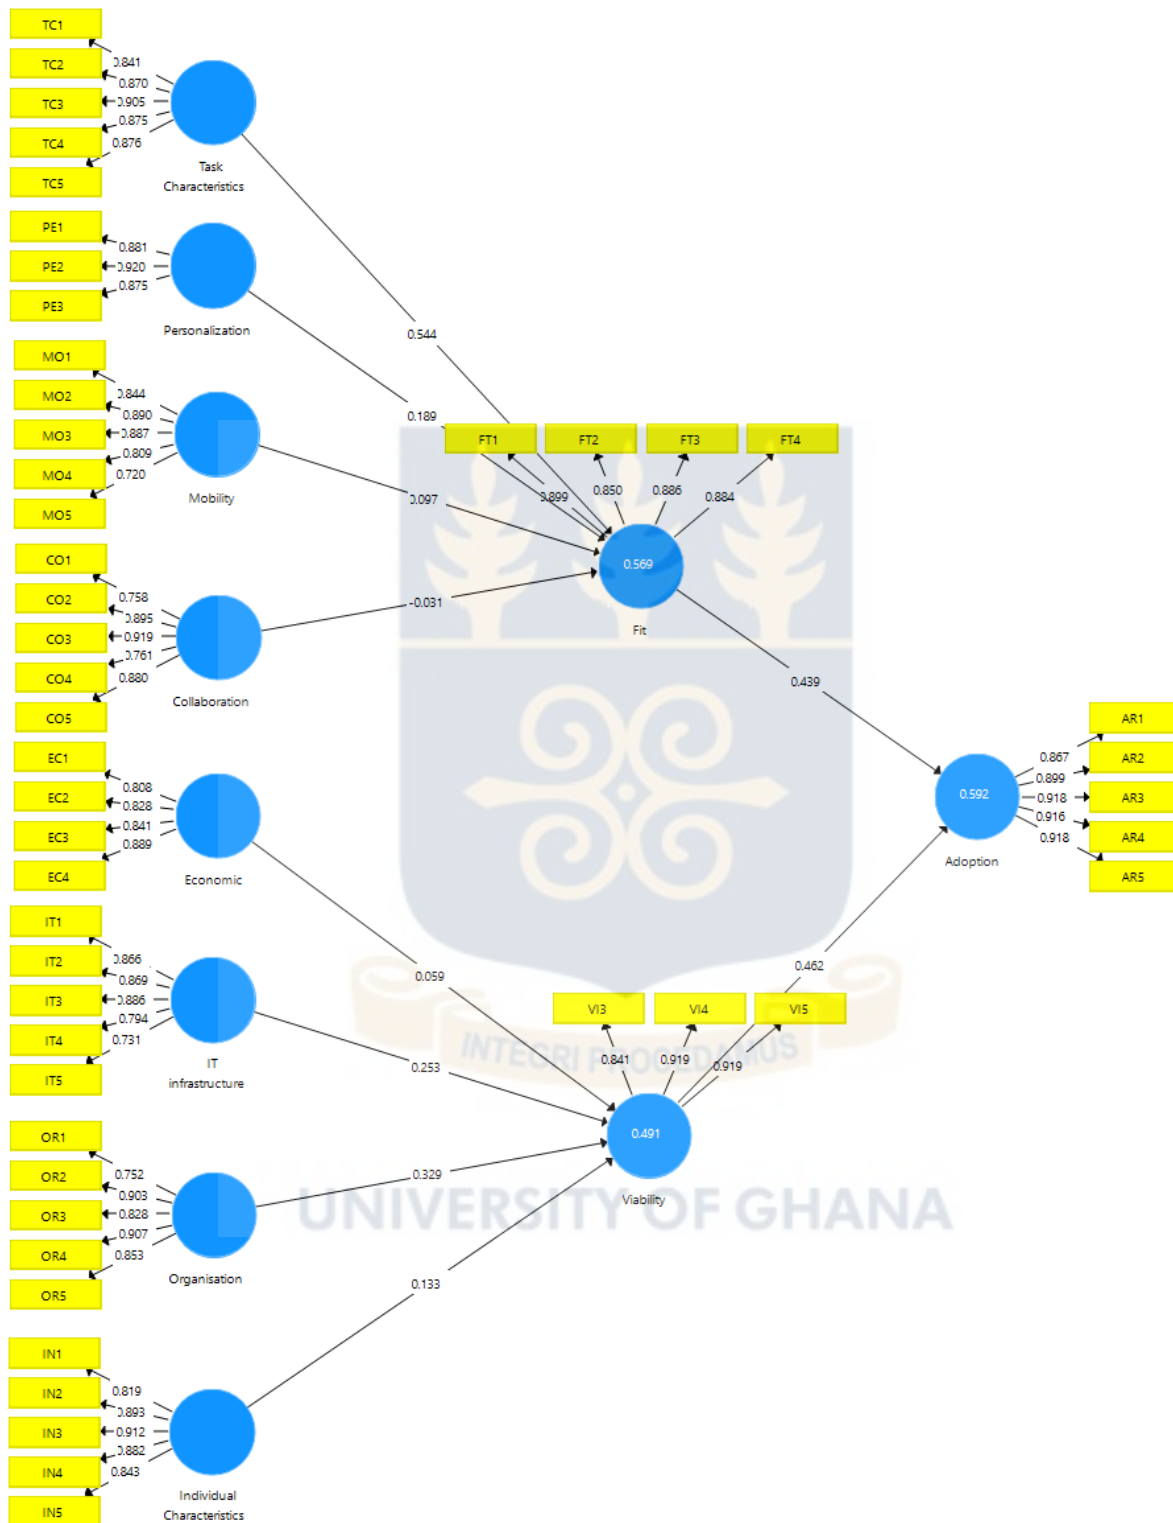 TC1
TC2
TC3
TC4
TC5
0.841
0.870
0.905
0.875
0.876
Task
Characteristics
PE1
PE2
PE3
0.881
0.920
0.875
Personalization
MO1
MO2
MO3
MO4
MO5
0.844
0.890
0.887
0.809
0.720
Mobility
CO1
CO2
CO3
CO4
CO5
0.758
0.895
0.919
0.761
0.880
Collaboration
EC1
EC2
EC3
EC4
0.808
0.828
0.841
0.889
Economic
IT1
IT2
IT3
IT4
IT5
0.866
0.869
0.886
0.794
0.731
IT
infrastructure
OR1
OR2
OR3
OR4
OR5
0.752
0.903
0.828
0.907
0.853
Organisation
IN1
IN2
IN3
IN4
IN5
0.819
0.893
0.912
0.882
0.843
Individual
Characteristics
0.544
0.189
0.097
-0.031
0.059
0.253
0.329
0.133
FT1
FT2
FT3
FT4
0.899
0.850
0.886
0.884
0.569
Fit
0.439
VI3
VI4
VI5
0.841
0.919
0.919
0.491
Viability
0.462
0.592
Adoption
0.867
0.899
0.918
0.916
0.918
AR1
AR2
AR3
AR4
AR5
INTEGRI PROCEDAMUS
UNIVERSITY OF GHANA